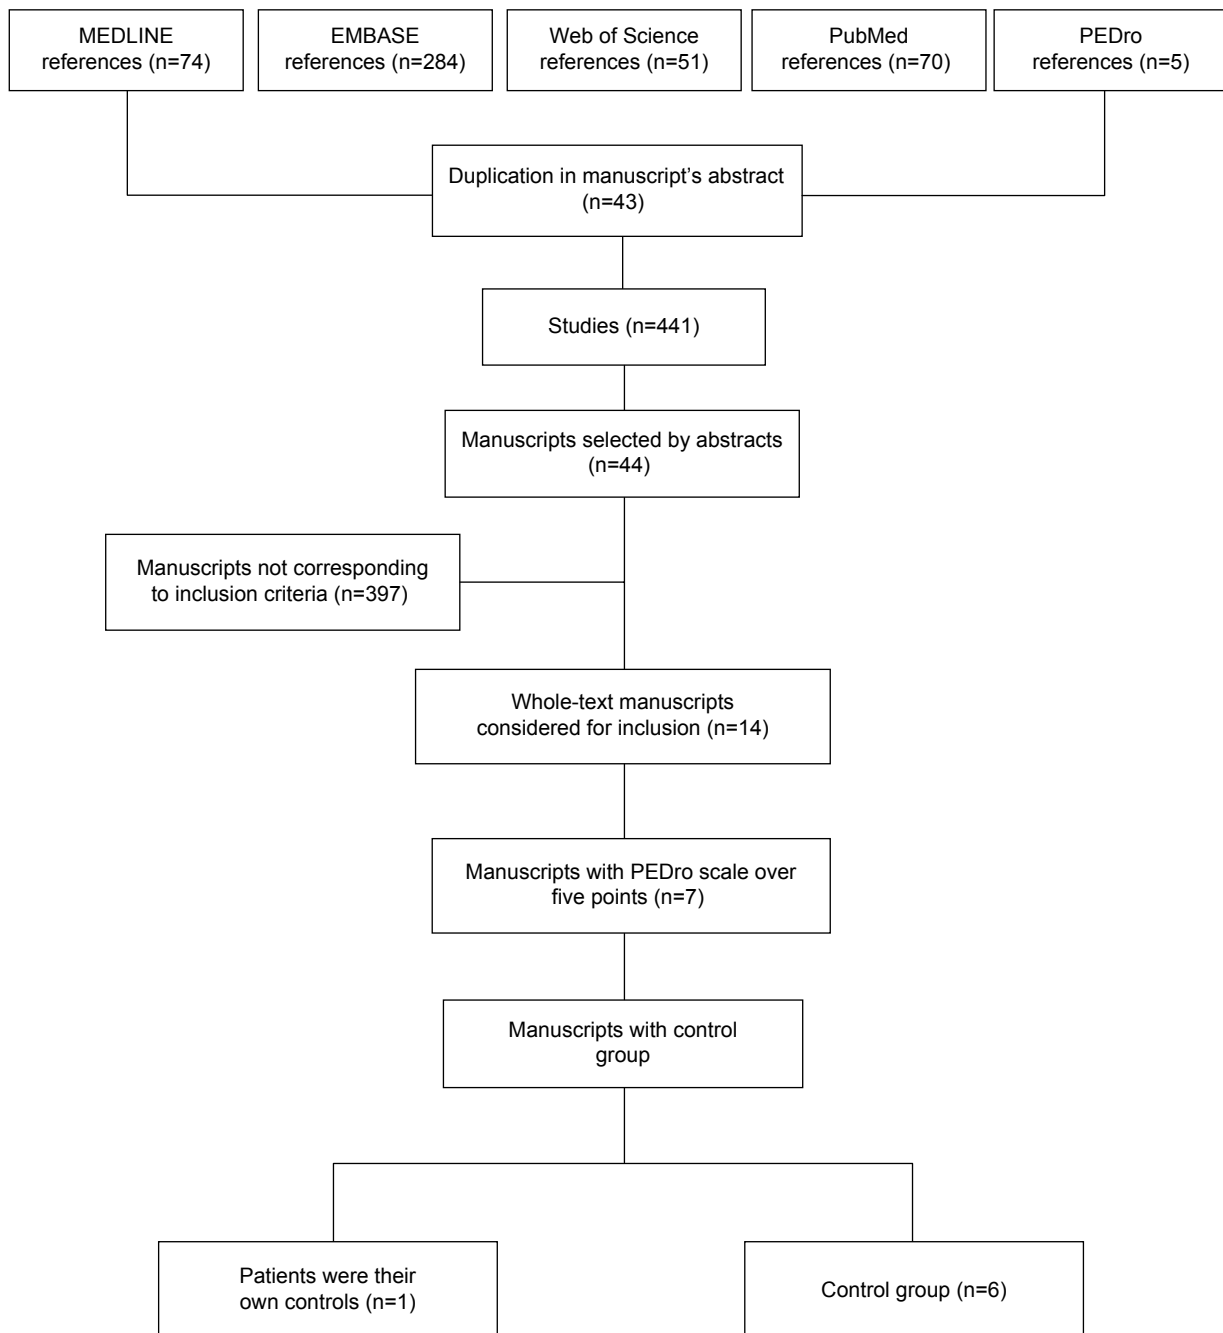 MEDLINE
references (n=74)
EMBASE
references (n=284)
Web of Science
references (n=51)
PubMed
references (n=70)
PEDro
references (n=5)
Duplication in manuscript’s abstract
(n=43)
Studies (n=441)
Manuscripts selected by abstracts
(n=44)
Manuscripts not corresponding
to inclusion criteria (n=397)
Whole-text manuscripts
considered for inclusion (n=14)
Manuscripts with PEDro scale over
five points (n=7)
Manuscripts with control
group
Patients were their
own controls (n=1)
Control group (n=6)